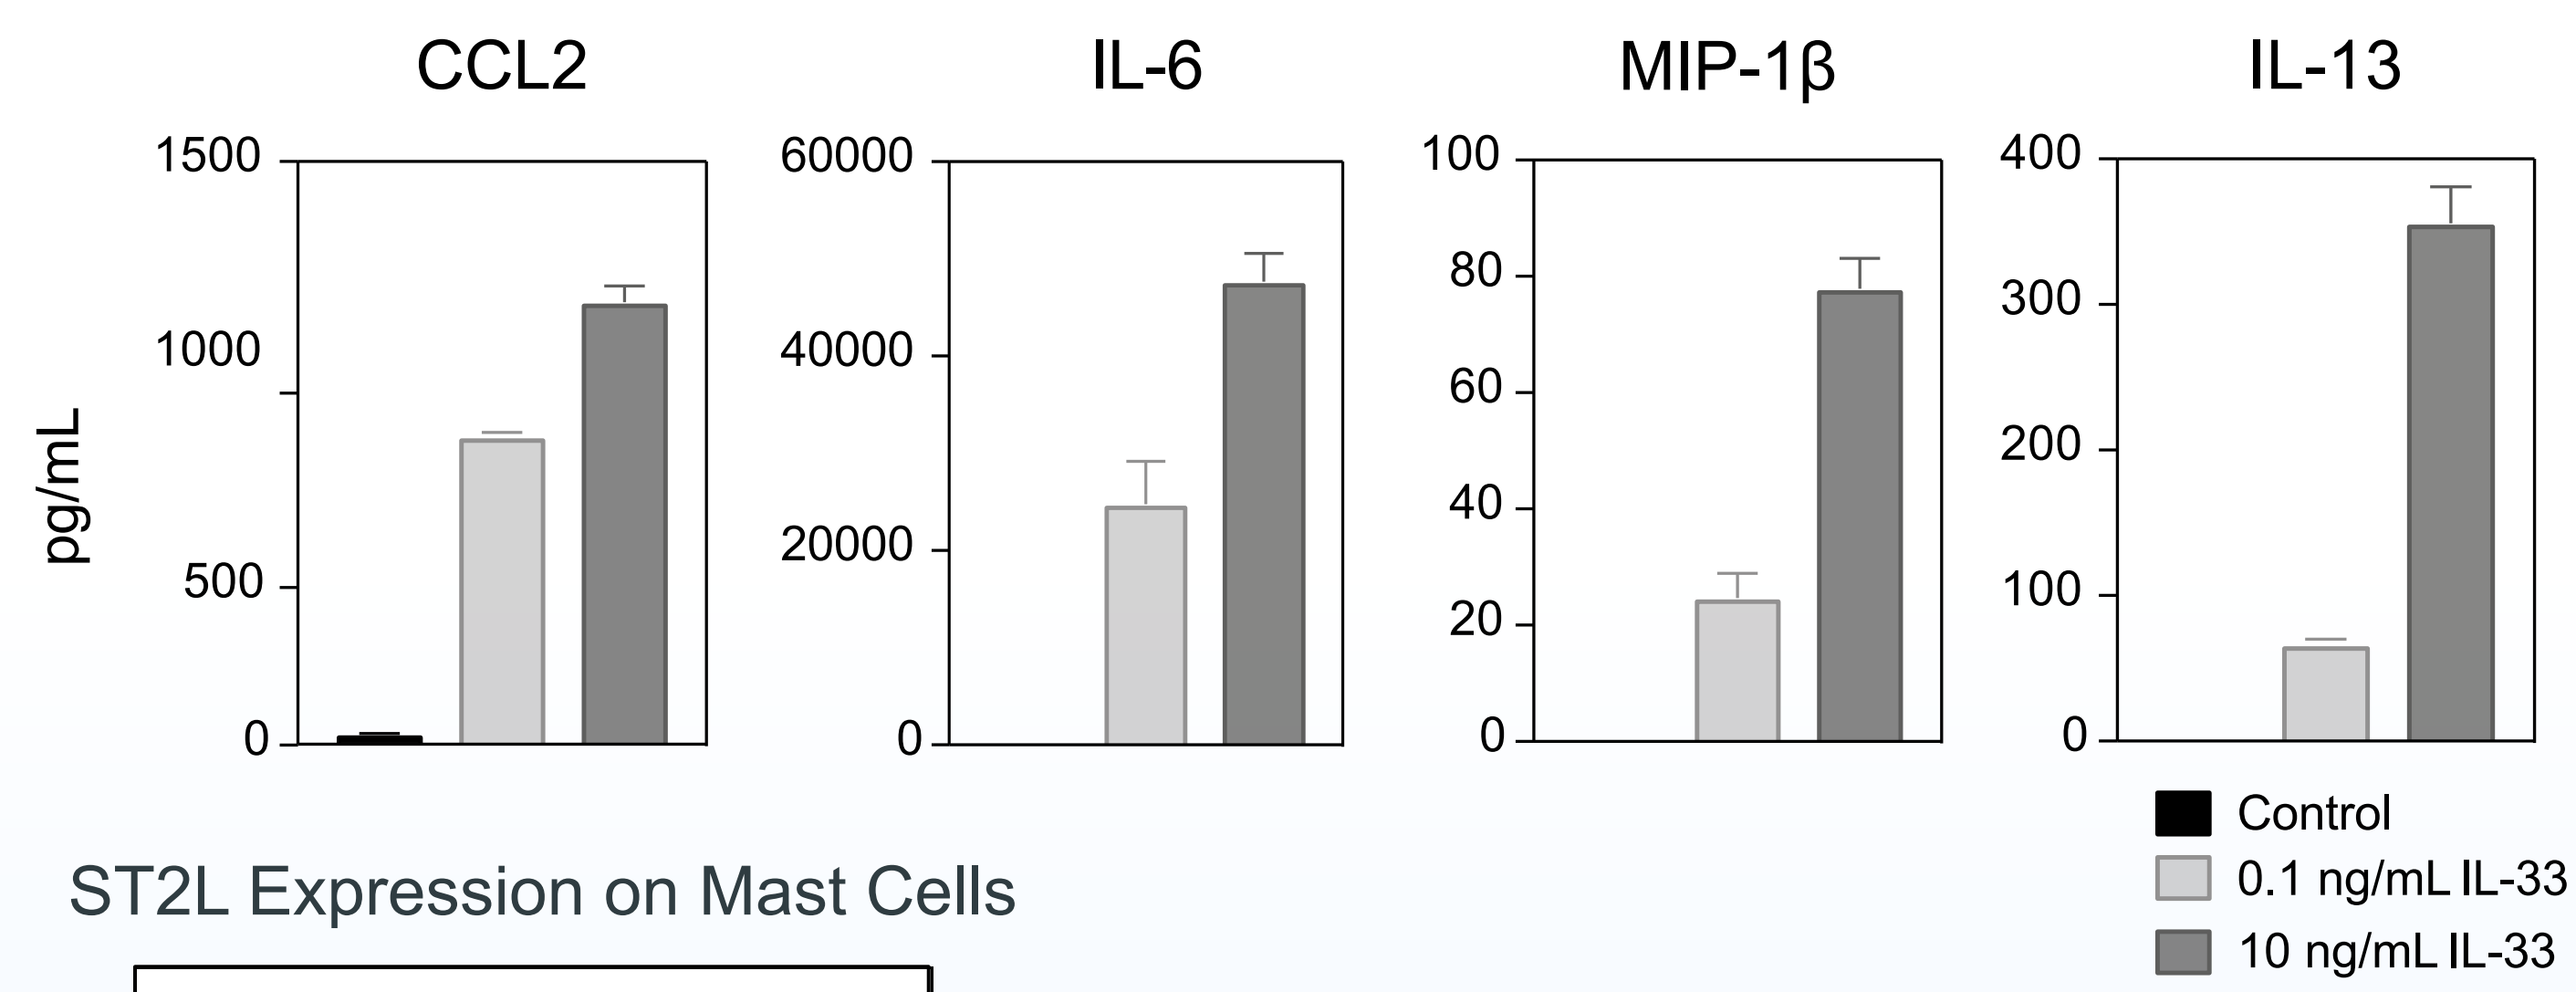 CCL2
IL-6
MIP-1β
IL-13
pg/mL
1500
1000
500
0
60000
40000
20000
0
100
80
60
40
20
0
400
300
200
100
0
Control
0.1 ng/mL IL-33
10 ng/mL IL-33
ST2L Expression on Mast Cells